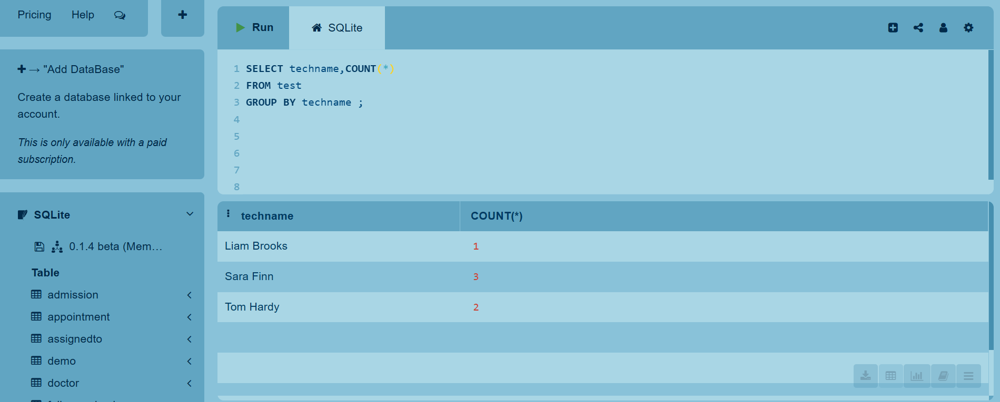 Pricing Help
Run SQLite
"Add DataBase"
Create a database linked to your
account.
This is only available with a paid
subscription.
SQLite
0.1.4 beta (Mem...
Table
admission
appointment
assignedto
demo
doctor
1 SELECT techname,COUNT(*)
2 FROM test
3 GROUP BY techname ;
4
5
6
7
8
techname COUNT(*)
Liam Brooks 1
Sara Finn 3
Tom Hardy 2